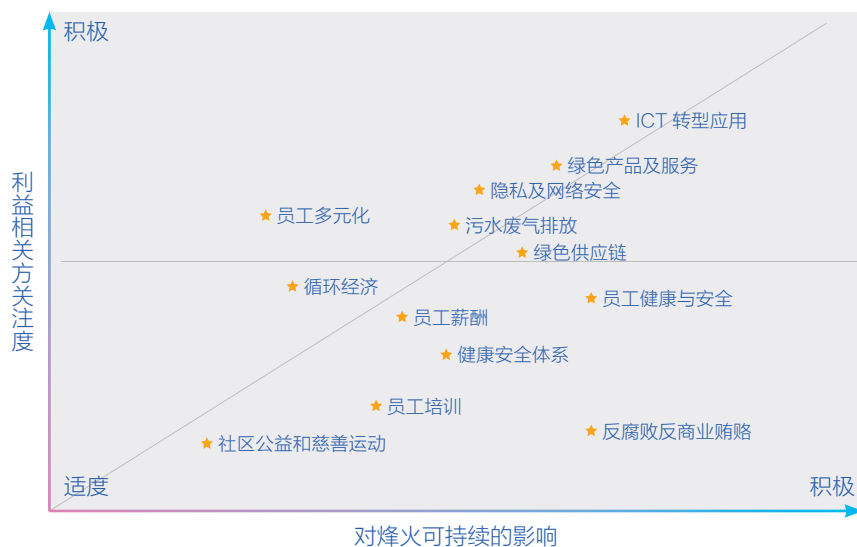 积极
ICT 转型应用
绿色产品及服务
隐私及网络安全
员工多元化
污水废气排放
绿色供应链
利益相关方关注度
循环经济
员工健康与安全
员工薪酬
健康安全体系
员工培训
反腐败反商业贿赂
社区公益和慈善运动
适度
积极
对烽火可持续的影响